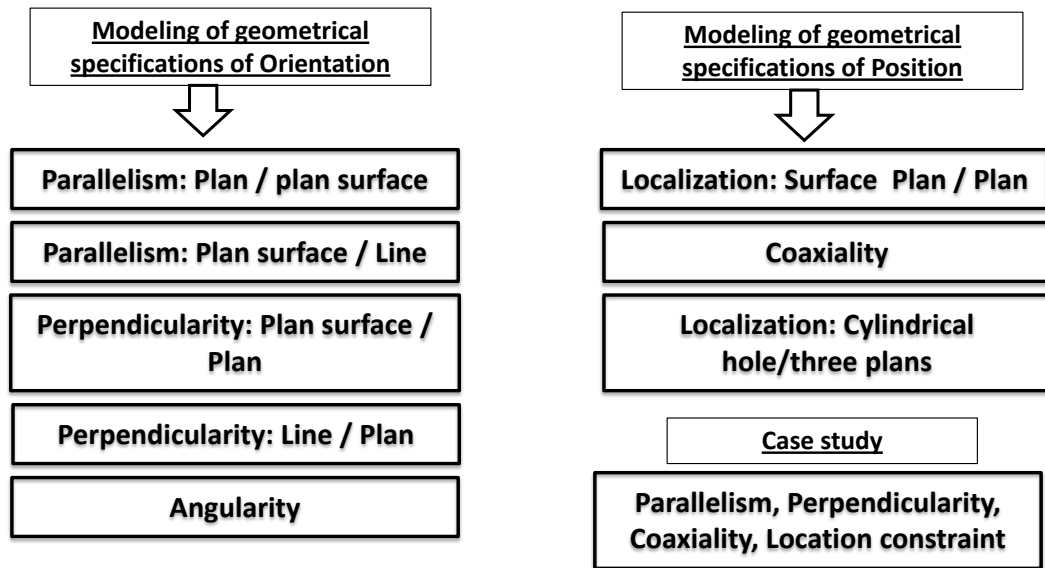 Modeling of geometrical
specifications of Orientation
Parallelism: Plan / plan surface
Parallelism: Plan surface / Line
Perpendicularity: Plan surface /
Plan
Perpendicularity: Line / Plan
Angularity
Modeling of geometrical
specifications of Position
Localization: Surface  Plan / Plan
Coaxiality
Localization: Cylindrical
hole/three plans
Case study
Parallelism, Perpendicularity,
Coaxiality, Location constraint